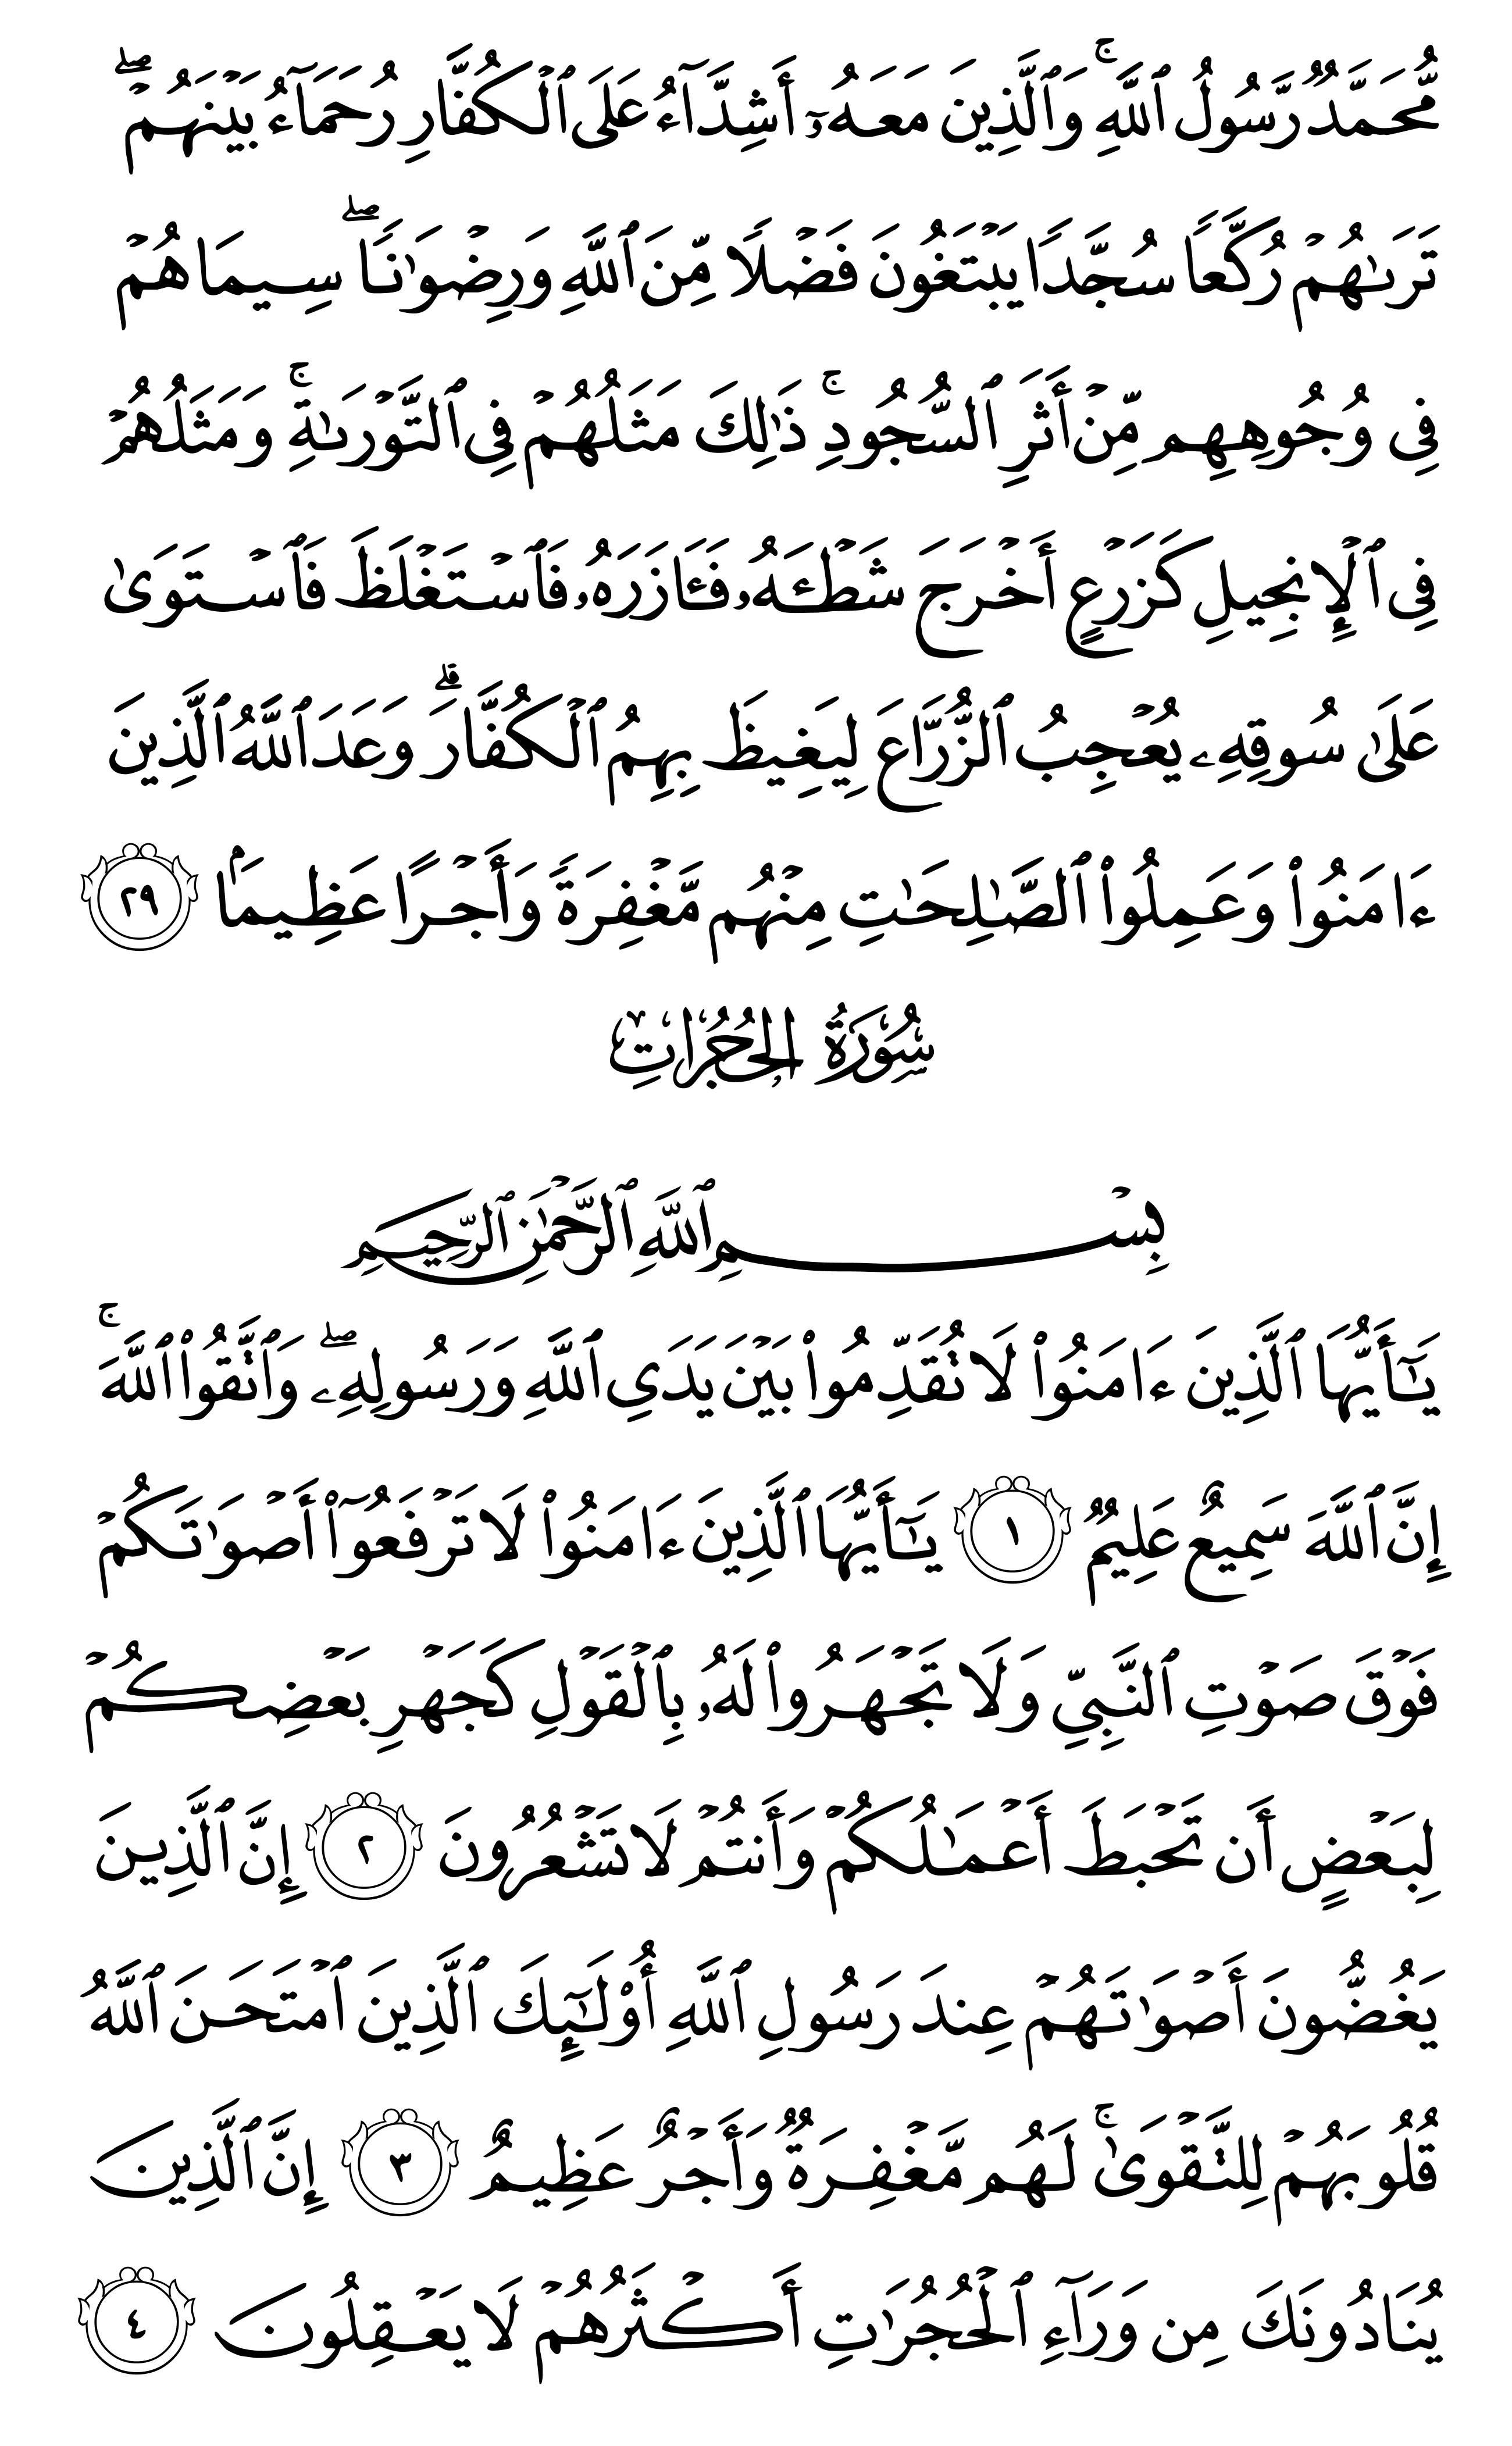 مُّحَمَّدٌ رَّسُولُ ٱللَّهِۚ وَٱلَّذِينَ مَعَهُۥٓ أَشِدَّآءُ عَلَى ٱلْكُفَّارِ رُحَمَآءُ بَيْنَهُمْۖ
تَرَىٰهُمْ رُكَّعًا سُجَّدًا يَبْتَغُونَ فَضْلًا مِّنَ ٱللَّهِ وَرِضْوَٰنًاۖ سِيمَاهُمْ
فِى وُجُوهِهِم مِّنْ أَثَرِ ٱلسُّجُودِۚ ذَٰلِكَ مَثَلُهُمْ فِى ٱلتَّوْرَىٰةِۚ وَمَثَلُهُمْ
فِى ٱلْإِنجِيلِ كَزَرْعٍ أَخْرَجَ شَطْـَٔهُۥ فَـَٔازَرَهُۥ فَٱسْتَغْلَظَ فَٱسْتَوَىٰ
عَلَىٰ سُوقِهِۦ يُعْجِبُ ٱلزُّرَّاعَ لِيَغِيظَ بِهِمُ ٱلْكُفَّارَۗ وَعَدَ ٱللَّهُ ٱلَّذِينَ
ءَامَنُوا۟ وَعَمِلُوا۟ ٱلصَّـٰلِحَـٰتِ مِنْهُم مَّغْفِرَةً وَأَجْرًا عَظِيمًۢا ٢٩
سُورَةُ الحُجُرَاتِ
بِسْمِ ٱللَّهِ ٱلرَّحْمَـٰنِ ٱلرَّحِيمِ
يَـٰٓأَيُّهَا ٱلَّذِينَ ءَامَنُوا۟ لَا تُقَدِّمُوا۟ بَيْنَ يَدَىِ ٱللَّهِ وَرَسُولِهِۦۖ وَٱتَّقُوا۟ ٱللَّهَۚ
إِنَّ ٱللَّهَ سَمِيعٌ عَلِيمٌ ١ يَـٰٓأَيُّهَا ٱلَّذِينَ ءَامَنُوا۟ لَا تَرْفَعُوٓا۟ أَصْوَٰتَكُمْ
فَوْقَ صَوْتِ ٱلنَّبِىِّ وَلَا تَجْهَرُوا۟ لَهُۥ بِٱلْقَوْلِ كَجَهْرِ بَعْضِكُمْ
لِبَعْضٍ أَن تَحْبَطَ أَعْمَـٰلُكُمْ وَأَنتُمْ لَا تَشْعُرُونَ ٢ إِنَّ ٱلَّذِينَ
يَغُضُّونَ أَصْوَٰتَهُمْ عِندَ رَسُولِ ٱللَّهِ أُو۟لَـٰٓئِكَ ٱلَّذِينَ ٱمْتَحَنَ ٱللَّهُ
قُلُوبَهُمْ لِلتَّقْوَىٰۚ لَهُم مَّغْفِرَةٌ وَأَجْرٌ عَظِيمٌ ٣ إِنَّ ٱلَّذِينَ
يُنَادُونَكَ مِن وَرَآءِ ٱلْحُجُرَٰتِ أَكْثَرُهُمْ لَا يَعْقِلُونَ ٤